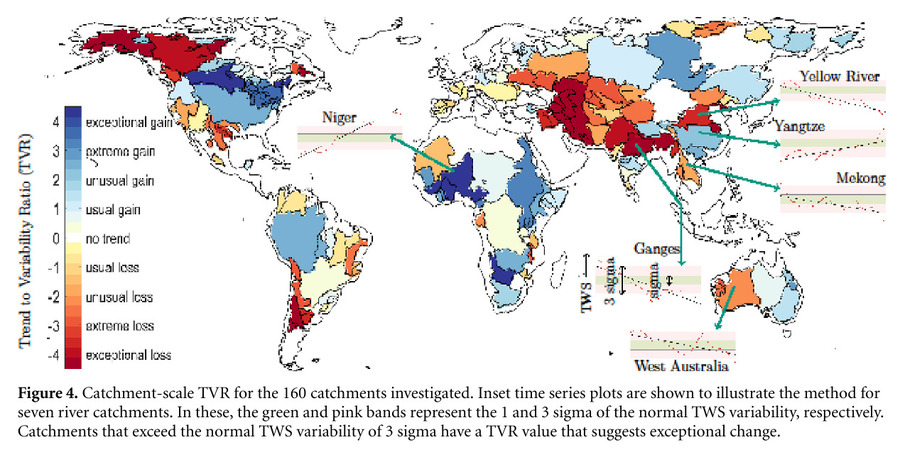 Yellow River
Niger
Yangtze
Mekong
Ganges
West Australia
TWS
3 sigma
sigma
Trend to Variability Ratio (TVR)
4 exceptional gain
3 extreme gain
2 unusual gain
1 usual gain
0 no trend
-1 usual loss
-2 unusual loss
-3 extreme loss
-4 exceptional loss
Figure 4. Catchment-scale TVR for the 160 catchments investigated. Inset time series plots are shown to illustrate the method for
seven river catchments. In these, the green and pink bands represent the 1 and 3 sigma of the normal TWS variability, respectively.
Catchments that exceed the normal TWS variability of 3 sigma have a TVR value that suggests exceptional change.